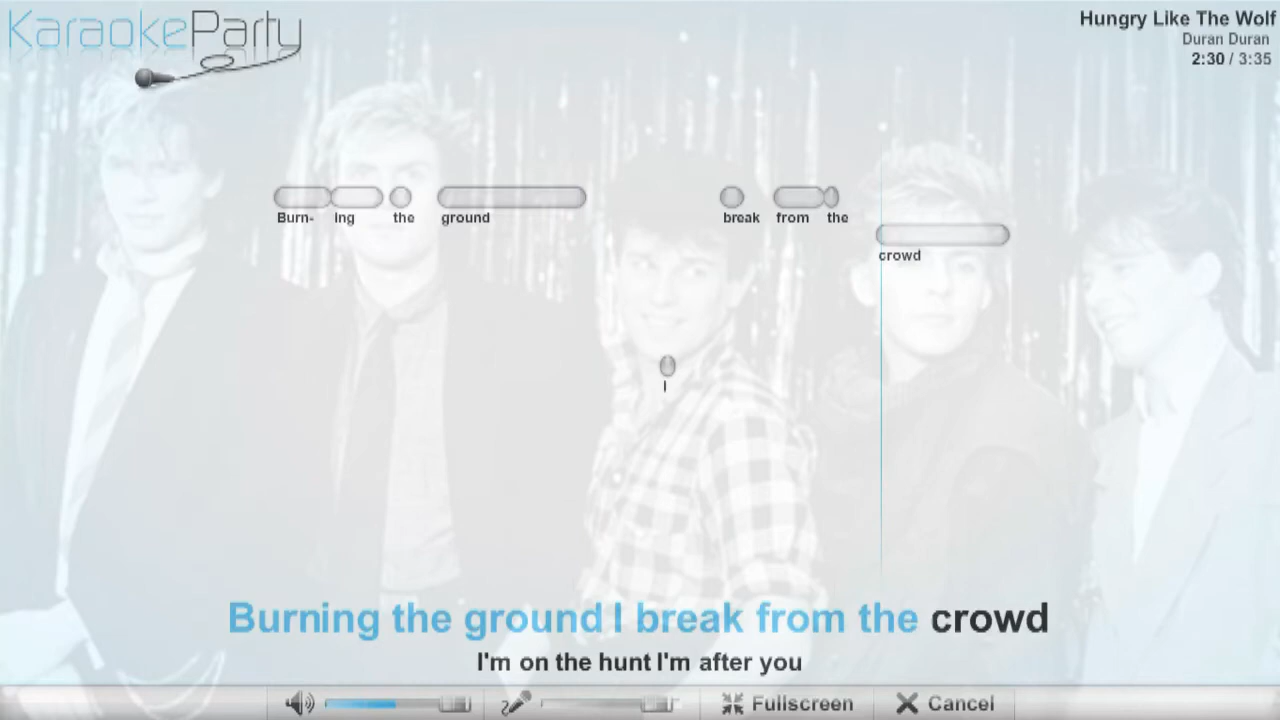 KaraokeParty
Hungry Like The Wolf
Duran Duran
2:30 / 3:35
Burn- ing the ground break from the
crowd
I
Burning the ground I break from the crowd
I'm on the hunt I'm after you
Fullscreen Cancel